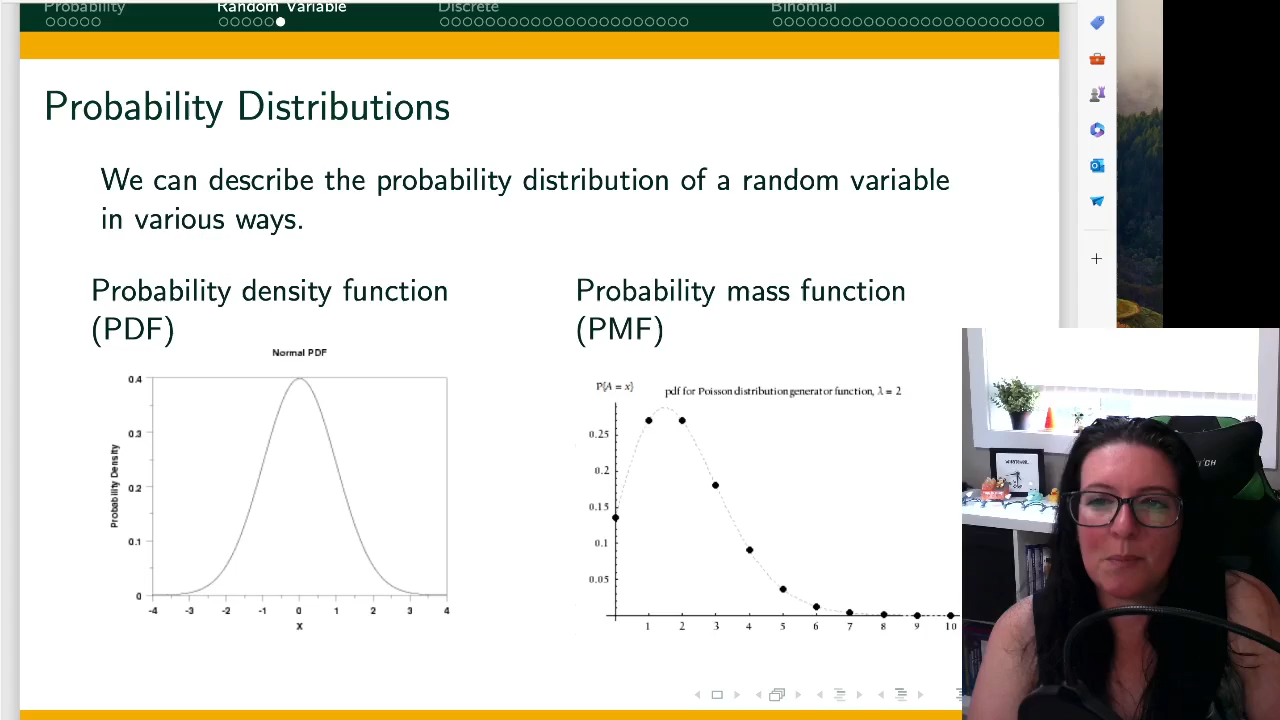 Probability Random Variable Discrete Binomial
Probability Distributions
We can describe the probability distribution of a random variable
in various ways.
Probability density function
(PDF)
Normal PDF
0.4
0.3
0.2
0.1
0
Probability Density
-4 -3 -2 -1 0 1 2 3 4
X
Probability mass function
(PMF)
P(A = x)
pdf for Poisson distribution generator function, λ = 2
0.25
0.2
0.15
0.1
0.05
1 2 3 4 5 6 7 8 9 10